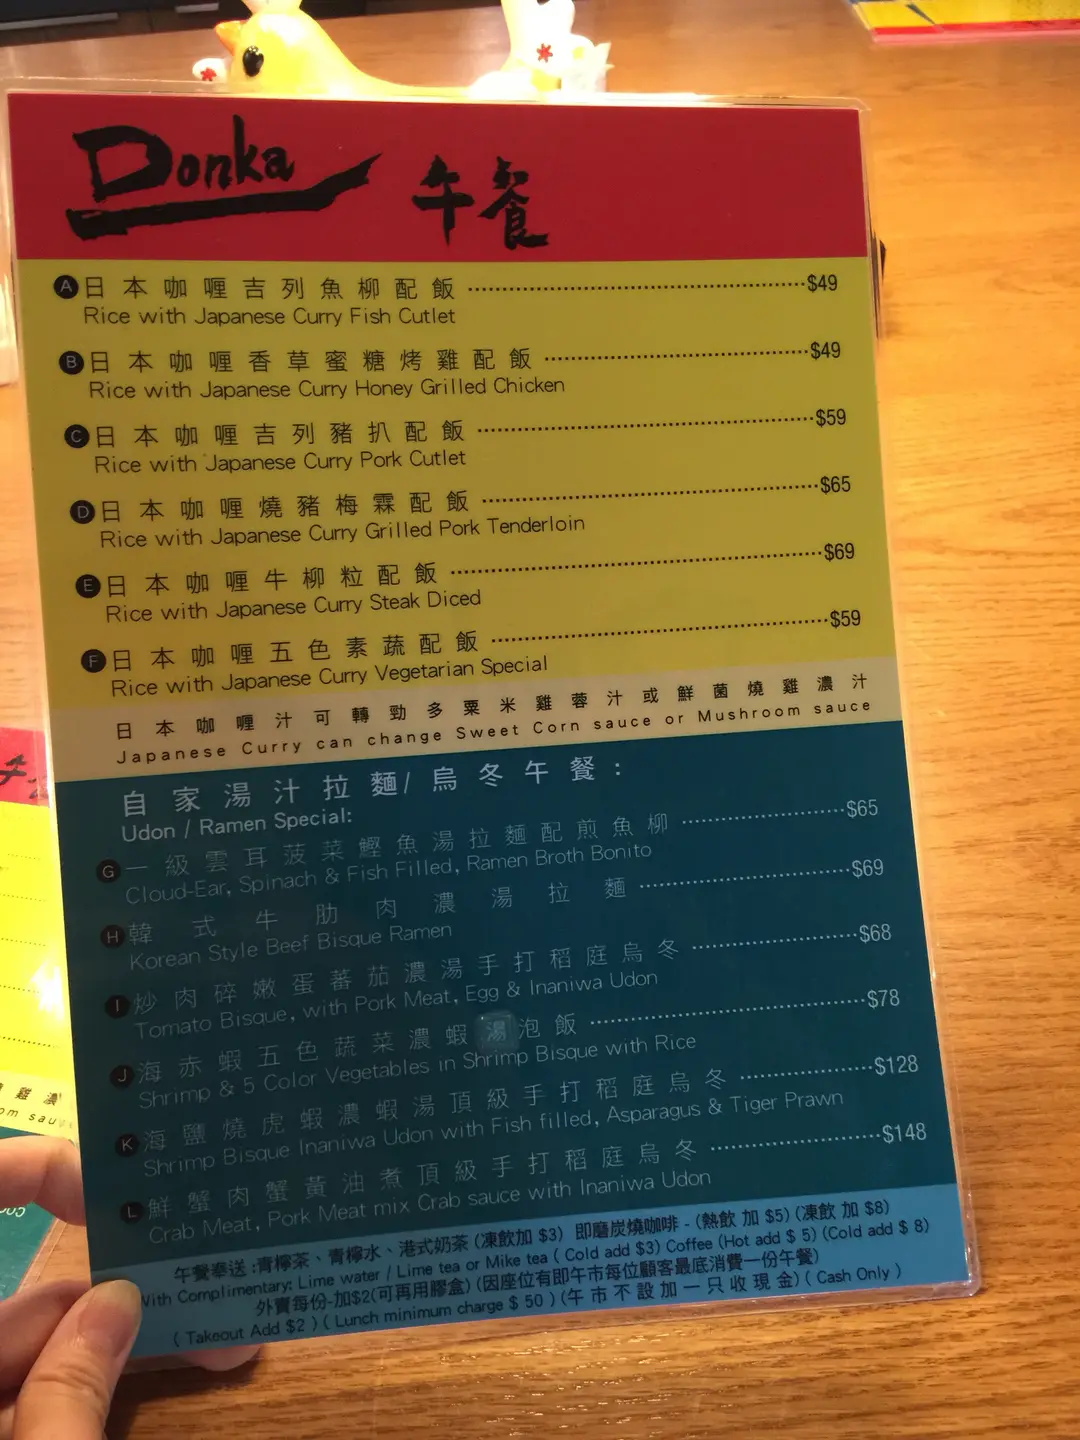 Donka 午餐
A 日本咖喱吉列魚柳配飯 $49
Rice with Japanese Curry Fish Cutlet
B 日本咖喱香草蜜糖烤雞配飯 $49
Rice with Japanese Curry Honey Grilled Chicken
C 日本咖喱吉列豬扒配飯 $59
Rice with Japanese Curry Pork Cutlet
D 日本咖喱燒豬梅霖配飯 $65
Rice with Japanese Curry Grilled Pork Tenderloin
E 日本咖喱牛柳粒配飯 $69
Rice with Japanese Curry Steak Diced
F 日本咖喱五色素蔬配飯 $59
Rice with Japanese Curry Vegetarian Special
日本咖喱汁可轉勁多粟米雞蓉汁或鮮菌燒雞濃汁
Japanese Curry can change Sweet Corn sauce or Mushroom sauce
自家湯汁拉麵/烏冬午餐:
Udon / Ramen Special:
G 一級雲耳菠菜鰹魚湯拉麵配煎魚柳 $65
Cloud-Ear, Spinach & Fish Filled, Ramen Broth Bonito
H 韓式牛肋肉濃湯拉麵 $69
Korean Style Beef Bisque Ramen
I 炒肉碎嫩蛋蕃茄濃湯手打稻庭烏冬 $68
Tomato Bisque, with Pork Meat, Egg & Inaniwa Udon
J 海赤蝦五色蔬菜濃蝦湯泡飯 $78
Shrimp & 5 Color Vegetables in Shrimp Bisque with Rice
K 海鹽燒虎蝦濃蝦湯頂級手打稻庭烏冬 $128
Shrimp Bisque Inaniwa Udon with Fish filled, Asparagus & Tiger Prawn
L 鮮蟹肉蟹黃油煮頂級手打稻庭烏冬 $148
Crab Meat, Pork Meat mix Crab sauce with Inaniwa Udon
午餐奉送:青檸茶、青檸水、港式奶茶 (凍飲加 $3) 即磨炭燒咖啡 - (熱飲 加 $5) (凍飲 加 $8)
With Complimentary: Lime water / Lime tea or Mike tea ( Cold add $3) Coffee (Hot add $ 5) (Cold add $ 8)
外賣每份-加$2(可再用膠盒) (因座位有即午市每位顧客最底消費一份午餐)
( Takeout Add $2 ) ( Lunch minimum charge $ 50 ) (午市不設加一只收現金) ( Cash Only )